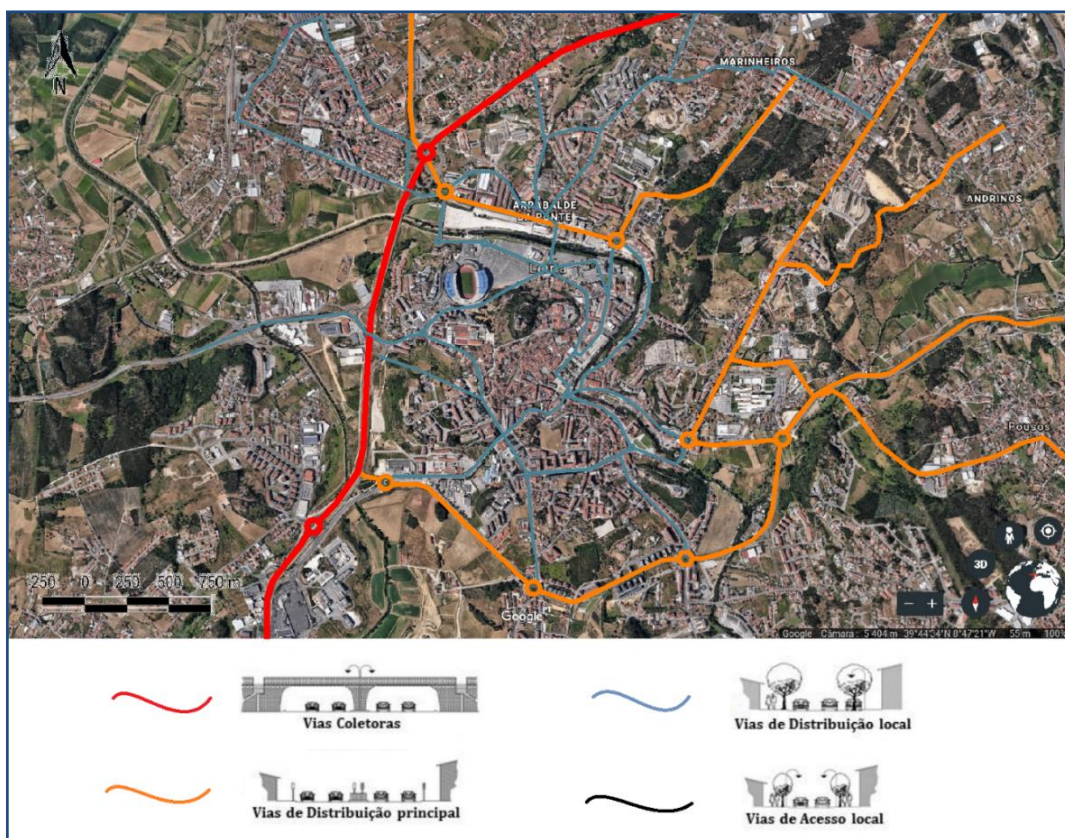 N
MARINHEIROS
ARRABALDE
DA PONTE
ANDRINOS
Leiria
Pousos
250 0 250 500 750 m
3D
Google
Google Câmara: 5 404 m 39°44'34"N 8°47'21"W 55 m 100%
Vias Coletoras
Vias de Distribuição local
Vias de Distribuição principal
Vias de Acesso local